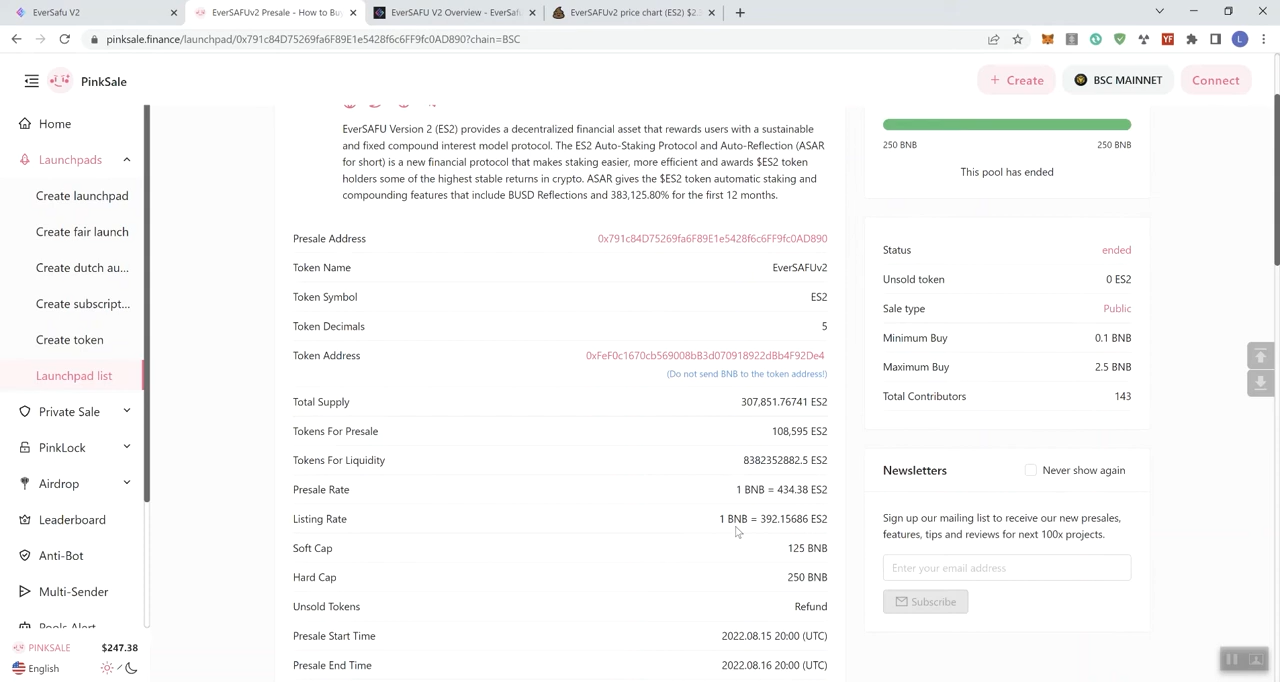 EverSafu V2
EverSAFUv2 Presale - How to Bu
EverSAFU V2 Overview - EverSafu
EverSAFUv2 price chart (ES2) $2.
pinksale.finance/launchpad/0x791c84D75269fa6F89E1e5428f6c6FF9fc0AD890?chain=BSC
YF
L
PinkSale
Create
BSC MAINNET
Connect
Home
Launchpads
Create launchpad
Create fair launch
Create dutch au...
Create subscript...
Create token
Launchpad list
Private Sale
PinkLock
Airdrop
Leaderboard
Anti-Bot
Multi-Sender
Pools Alert
PINKSALE $247.38
English
EverSAFU Version 2 (ES2) provides a decentralized financial asset that rewards users with a sustainable
and fixed compound interest model protocol. The ES2 Auto-Staking Protocol and Auto-Reflection (ASAR
for short) is a new financial protocol that makes staking easier, more efficient and awards $ES2 token
holders some of the highest stable returns in crypto. ASAR gives the $ES2 token automatic staking and
compounding features that include BUSD Reflections and 383,125.80% for the first 12 months.
Presale Address 0x791c84D75269fa6F89E1e5428f6c6FF9fc0AD890
Token Name EverSAFUv2
Token Symbol ES2
Token Decimals 5
Token Address 0xFeF0c1670cb569008bB3d070918922dBb4F92De4
(Do not send BNB to the token address!)
Total Supply 307,851.76741 ES2
Tokens For Presale 108,595 ES2
Tokens For Liquidity 8382352882.5 ES2
Presale Rate 1 BNB = 434.38 ES2
Listing Rate 1 BNB = 392.15686 ES2
Soft Cap 125 BNB
Hard Cap 250 BNB
Unsold Tokens Refund
Presale Start Time 2022.08.15 20:00 (UTC)
Presale End Time 2022.08.16 20:00 (UTC)
250 BNB 250 BNB
This pool has ended
Status ended
Unsold token 0 ES2
Sale type Public
Minimum Buy 0.1 BNB
Maximum Buy 2.5 BNB
Total Contributors 143
Newsletters Never show again
Sign up our mailing list to receive our new presales,
features, tips and reviews for next 100x projects.
Enter your email address
Subscribe